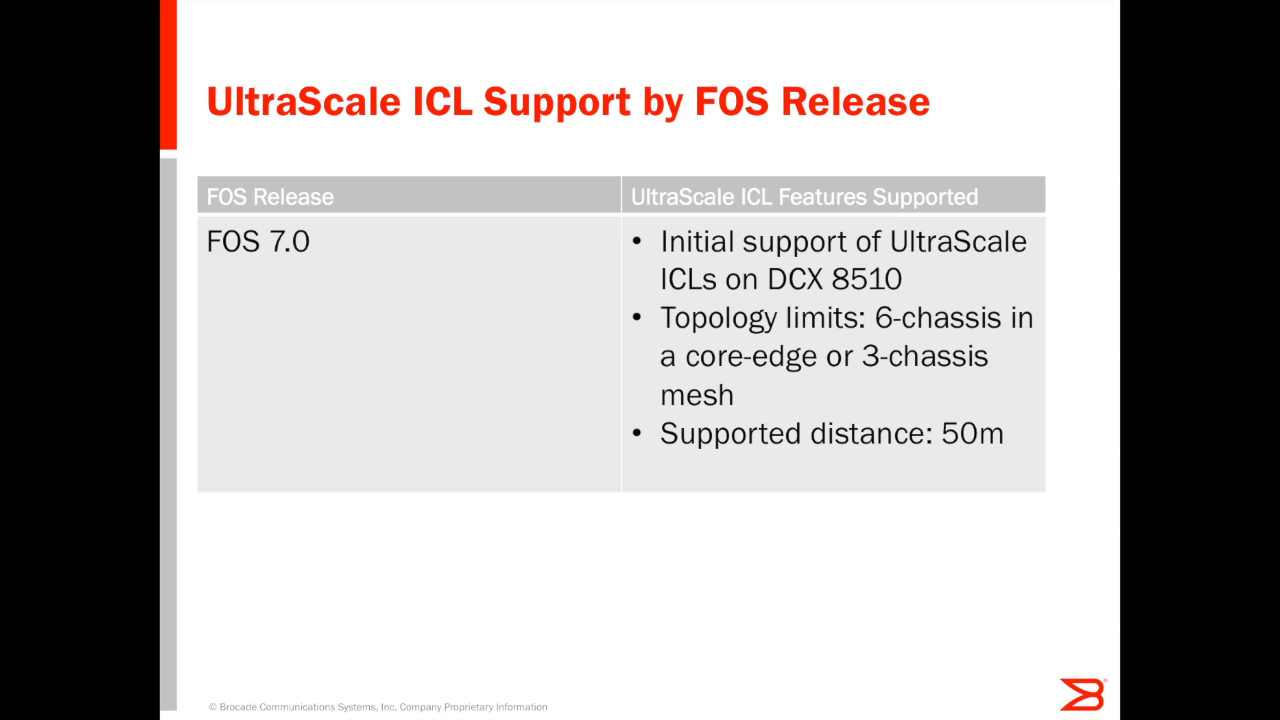 UltraScale ICL Support by FOS Release
FOS Release
UltraScale ICL Features Supported
FOS 7.0
• Initial support of UltraScale
ICLs on DCX 8510
• Topology limits: 6-chassis in
a core-edge or 3-chassis
mesh
• Supported distance: 50m
© Brocade Communications Systems, Inc. Company Proprietary Information